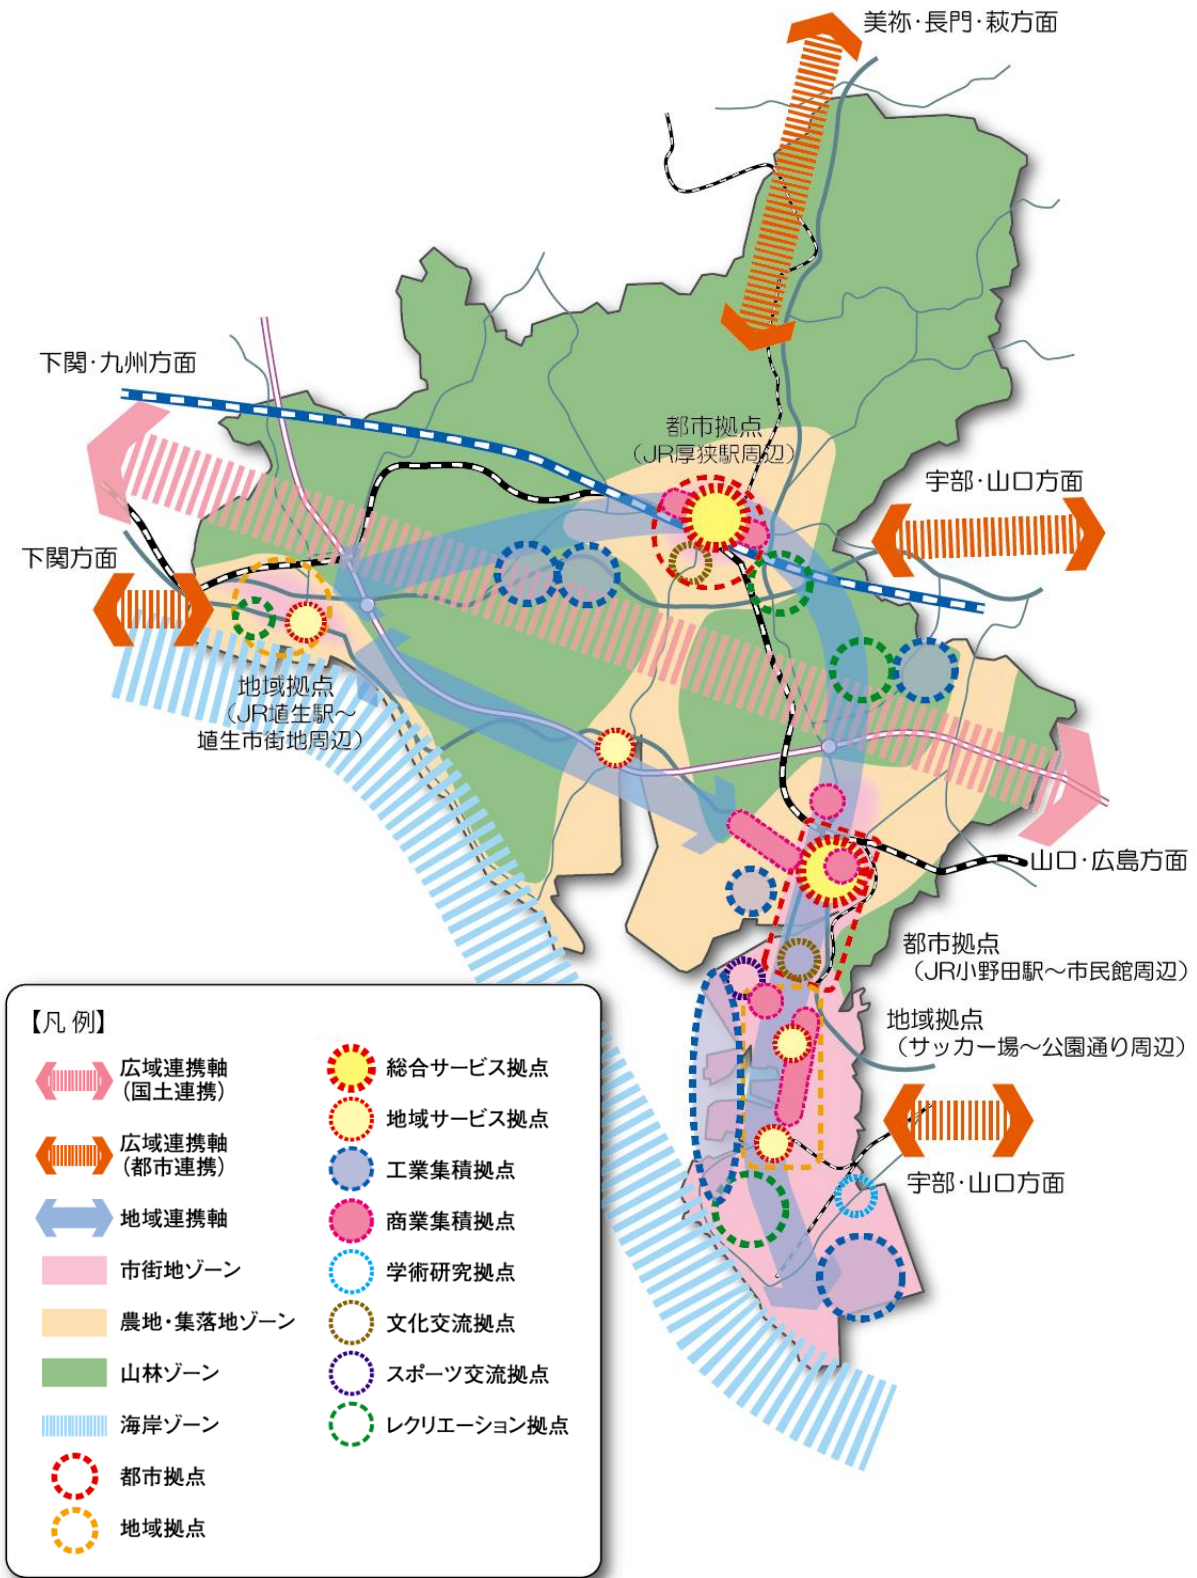 美祢・長門・萩方面
下関・九州方面
都市拠点
(JR厚狭駅周辺)
宇部・山口方面
下関方面
地域拠点
(JR埴生駅～
埴生市街地周辺)
山口・広島方面
都市拠点
(JR小野田駅～市民館周辺)
地域拠点
(サッカー場～公園通り周辺)
宇部・山口方面
【凡例】
広域連携軸
(国土連携)
広域連携軸
(都市連携)
地域連携軸
市街地ゾーン
農地・集落地ゾーン
山林ゾーン
海岸ゾーン
都市拠点
地域拠点
総合サービス拠点
地域サービス拠点
工業集積拠点
商業集積拠点
学術研究拠点
文化交流拠点
スポーツ交流拠点
レクリエーション拠点